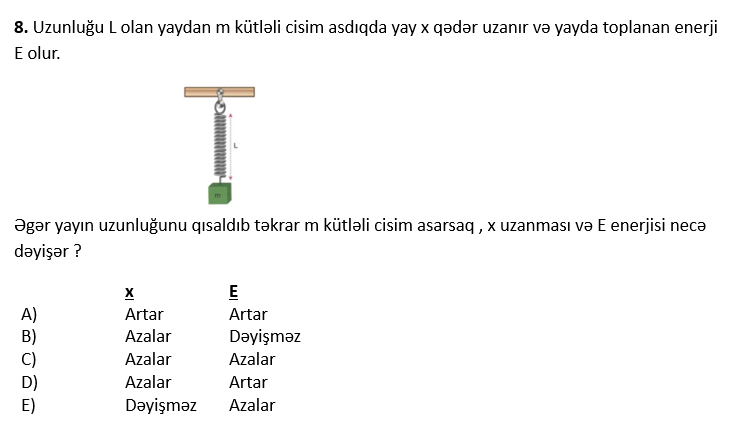 8. Uzunluğu L olan yaydan m kütləli cisim asdıqda yay x qədər uzanır və yayda toplanan enerji
E olur.
L
m
Əgər yayın uzunluğunu qısaldıb təkrar m kütləli cisim asarsaq , x uzanması və E enerjisi necə
dəyişər ?
x E
A) Artar Artar
B) Azalar Dəyişməz
C) Azalar Azalar
D) Azalar Artar
E) Dəyişməz Azalar